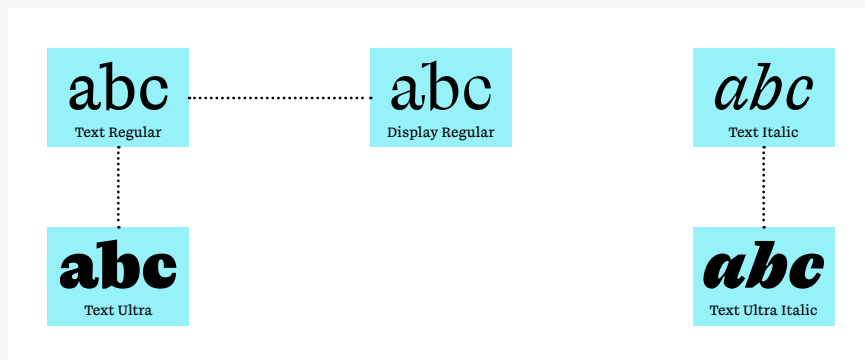 abc
Text Regular
abc
Display Regular
abc
Text Italic
abc
Text Ultra
abc
Text Ultra Italic